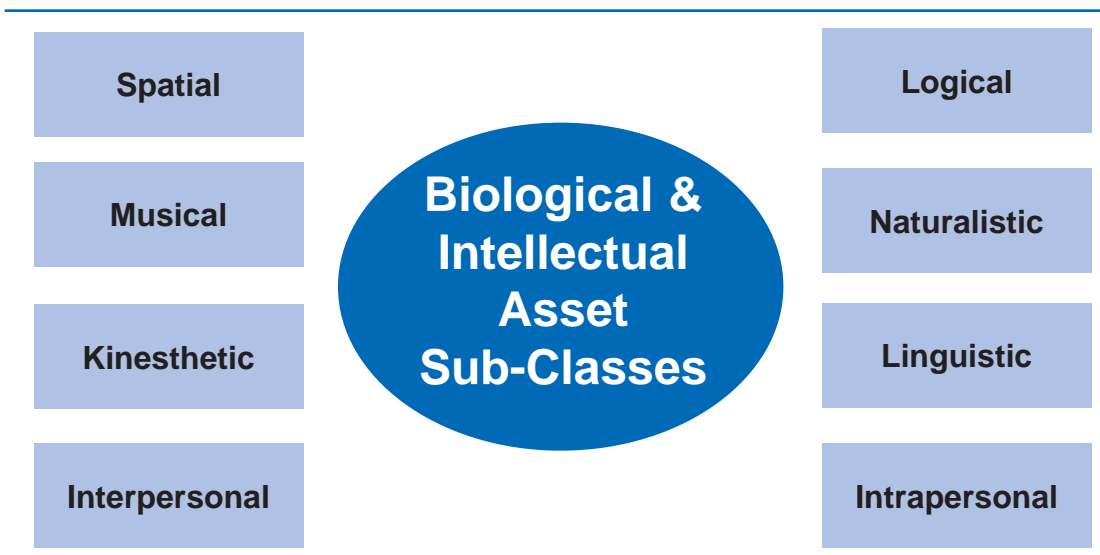 Spatial
Musical
Kinesthetic
Interpersonal
Biological &
Intellectual
Asset
Sub-Classes
Logical
Naturalistic
Linguistic
Intrapersonal